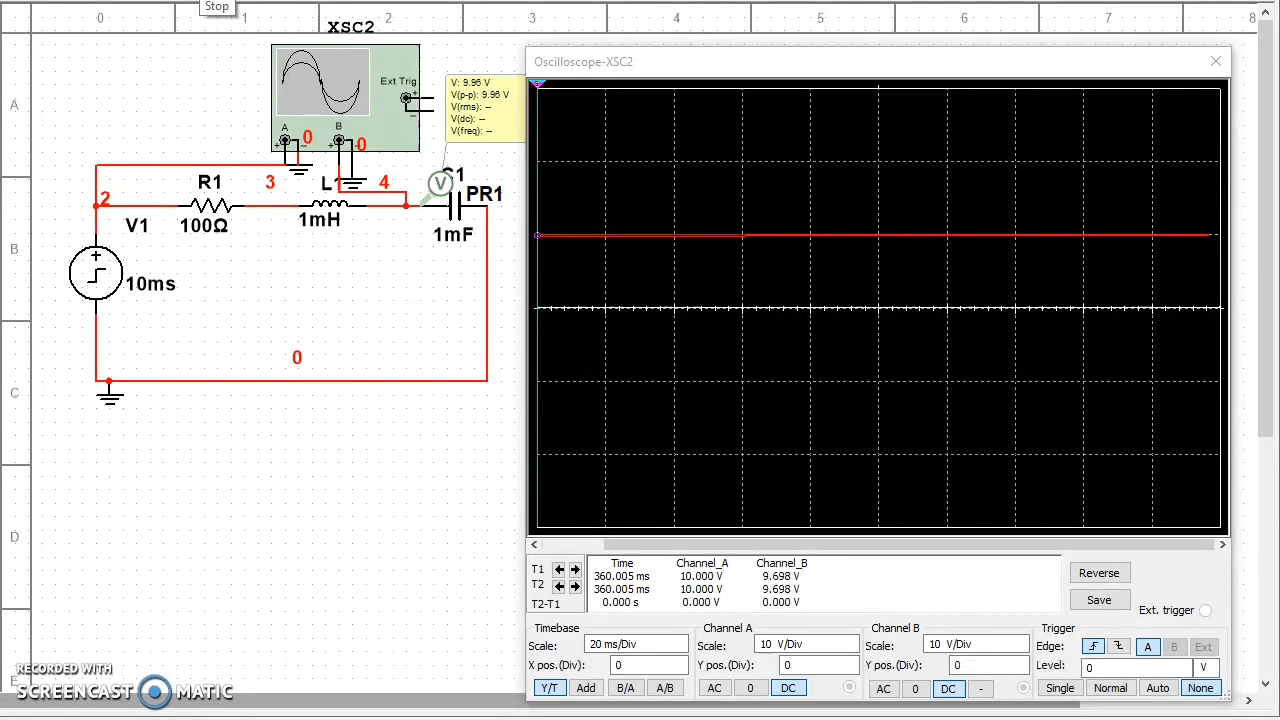 Stop
0 1 2 3 4 5 6 7 8
XSC2
Oscilloscope-XSC2
Ext Trig
V: 9.96 V
V(p-p): 9.96 V
V(rms): --
V(dc): --
V(freq): --
A
A B
0 0
R1 3 4
V
PR1
2
V1 100Ω 1mH 1mF
B
10ms
0
C
D
E
Time Channel_A Channel_B
T1 360.005 ms 10.000 V 9.698 V
T2 360.005 ms 10.000 V 9.698 V
T2-T1 0.000 s 0.000 V 0.000 V
Reverse
Save
Ext. trigger
Timebase Channel A Channel B Trigger
Scale: 20 ms/Div Scale: 10 V/Div Scale: 10 V/Div Edge: A B Ext
X pos.(Div): 0 Y pos.(Div): 0 Y pos.(Div): 0 Level: 0 V
Y/T Add B/A A/B AC 0 DC AC 0 DC - Single Normal Auto None
RECORDED WITH
SCREENCAST MATIC